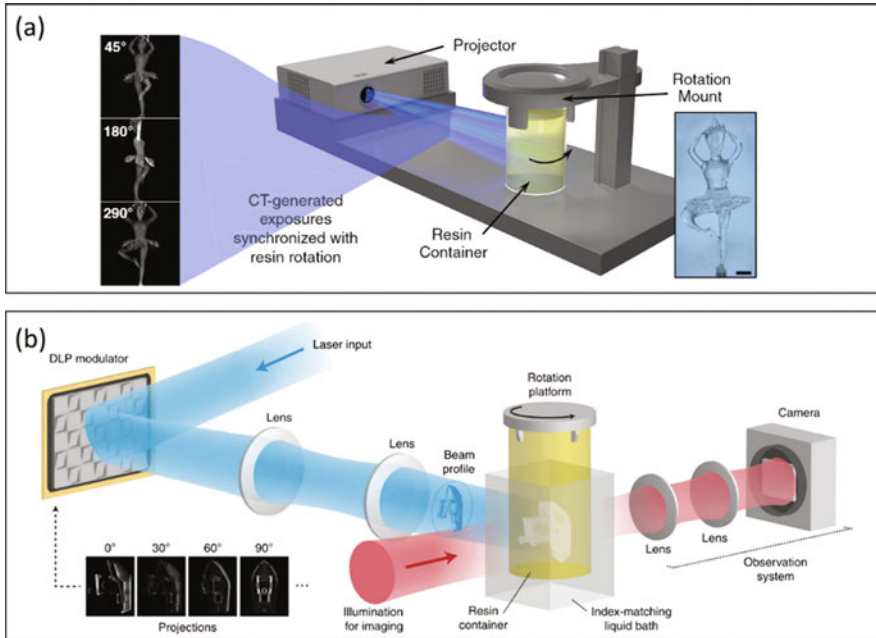 (a)
45°
180°
290°
CT-generated
exposures
synchronized with
resin rotation
Projector
Rotation
Mount
Resin
Container
(b)
DLP modulator
Laser input
Lens
Lens
Beam
profile
Rotation
platform
Camera
0° 30° 60° 90°
...
Projections
Illumination
for imaging
Resin
container
Index-matching
liquid bath
Lens
Lens
Observation
system